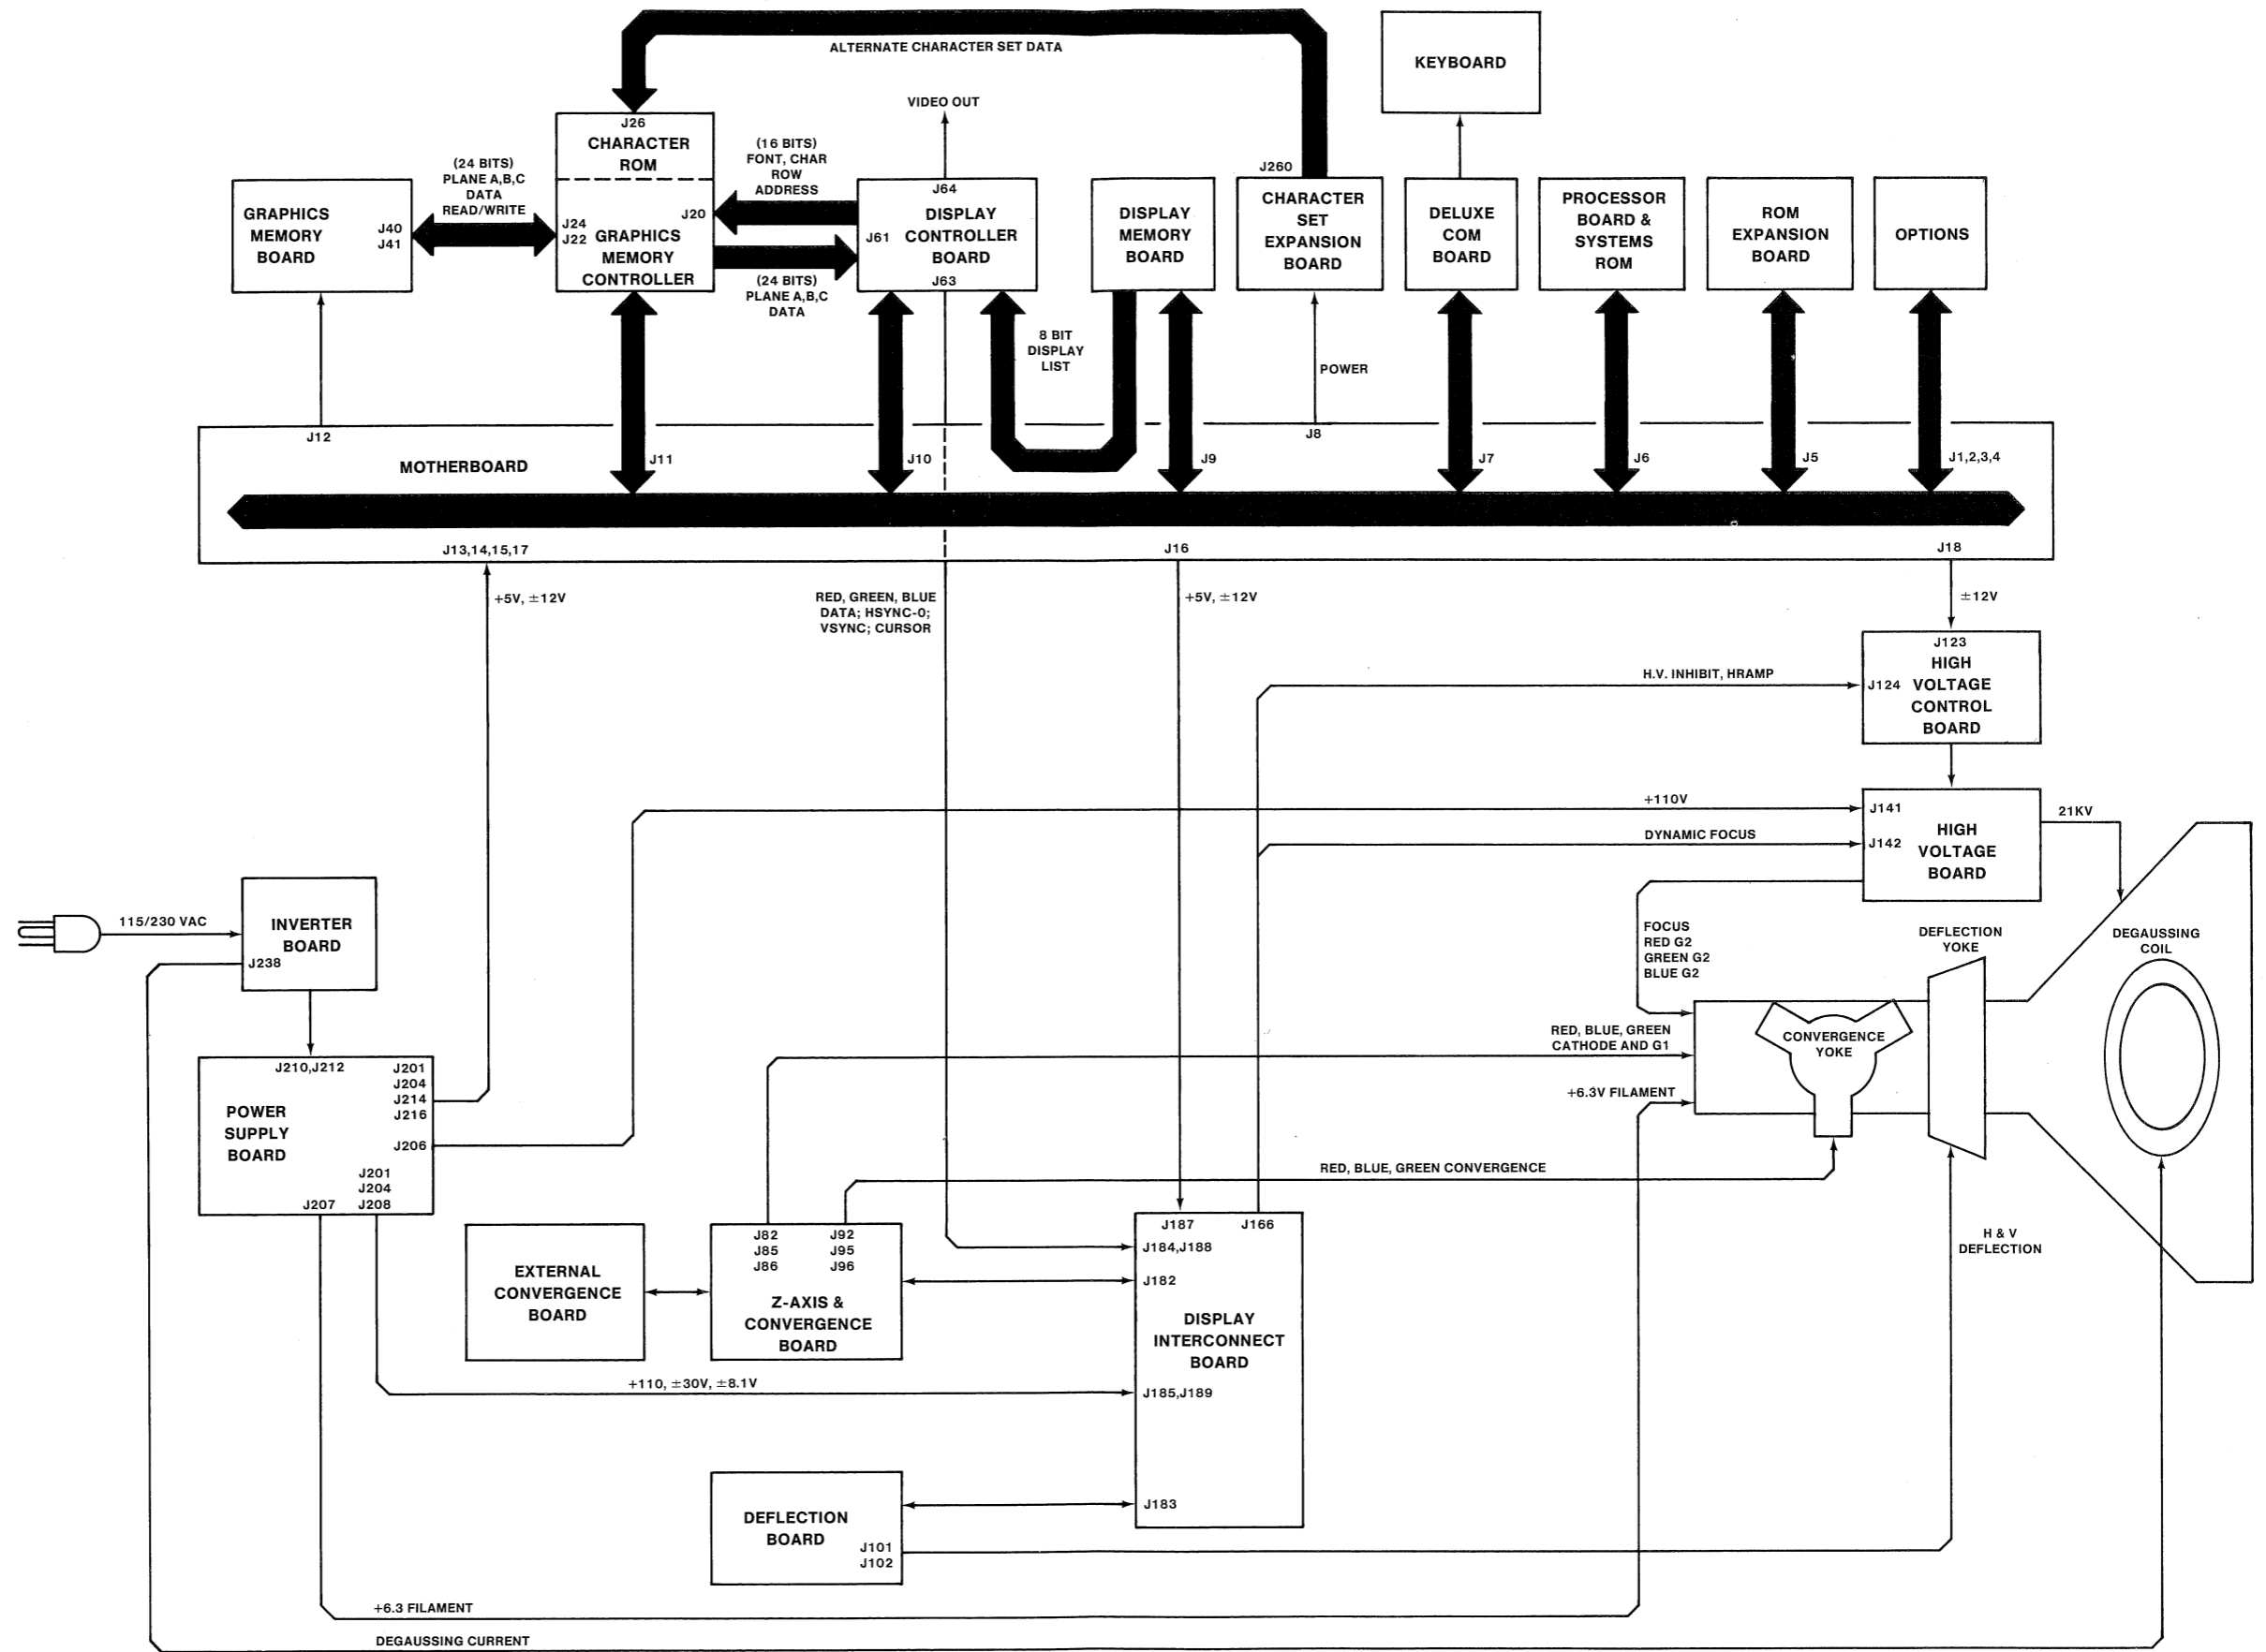 ALTERNATE CHARACTER SET DATA
KEYBOARD
VIDEO OUT
J26
CHARACTER
ROM
(24 BITS)
PLANE A,B,C
DATA
READ/WRITE
(16 BITS)
FONT, CHAR
ROW
ADDRESS
GRAPHICS
MEMORY
BOARD
J40
J41
J24
J22
J20
GRAPHICS
MEMORY
CONTROLLER
(24 BITS)
PLANE A,B,C
DATA
J64
DISPLAY
CONTROLLER
BOARD
J61
J63
DISPLAY
MEMORY
BOARD
8 BIT
DISPLAY
LIST
J260
CHARACTER
SET
EXPANSION
BOARD
POWER
DELUXE
COM
BOARD
PROCESSOR
BOARD &
SYSTEMS
ROM
ROM
EXPANSION
BOARD
OPTIONS
J12
MOTHERBOARD
J11
J10
J9
J8
J7
J6
J5
J1,2,3,4
J13,14,15,17
J16
J18
+5V, ±12V
RED, GREEN, BLUE
DATA; HSYNC-0;
VSYNC; CURSOR
+5V, ±12V
±12V
J123
HIGH
VOLTAGE
CONTROL
BOARD
J124
H.V. INHIBIT, HRAMP
+110V
J141
DYNAMIC FOCUS
J142
HIGH
VOLTAGE
BOARD
21KV
115/230 VAC
INVERTER
BOARD
J238
FOCUS
RED G2
GREEN G2
BLUE G2
DEFLECTION
YOKE
DEGAUSSING
COIL
RED, BLUE, GREEN
CATHODE AND G1
CONVERGENCE
YOKE
+6.3V FILAMENT
J210,J212
J201
J204
J214
J216
POWER
SUPPLY
BOARD
J206
J201
J204
J208
J207
RED, BLUE, GREEN CONVERGENCE
EXTERNAL
CONVERGENCE
BOARD
J82
J85
J86
J92
J95
J96
Z-AXIS &
CONVERGENCE
BOARD
J187
J166
J184,J188
J182
DISPLAY
INTERCONNECT
BOARD
J185,J189
J183
H & V
DEFLECTION
+110, ±30V, ±8.1V
DEFLECTION
BOARD
J101
J102
+6.3 FILAMENT
DEGAUSSING CURRENT